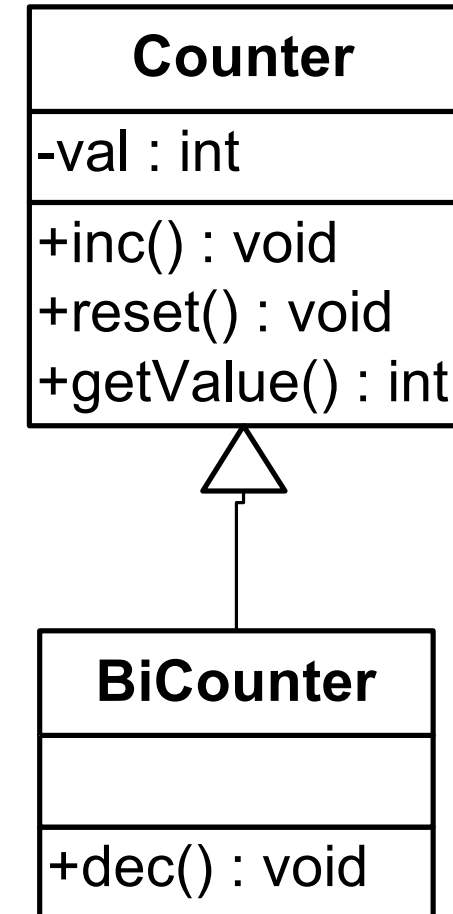 Counter
-val : int
+inc() : void
+reset() : void
+getValue() : int
BiCounter
+dec() : void